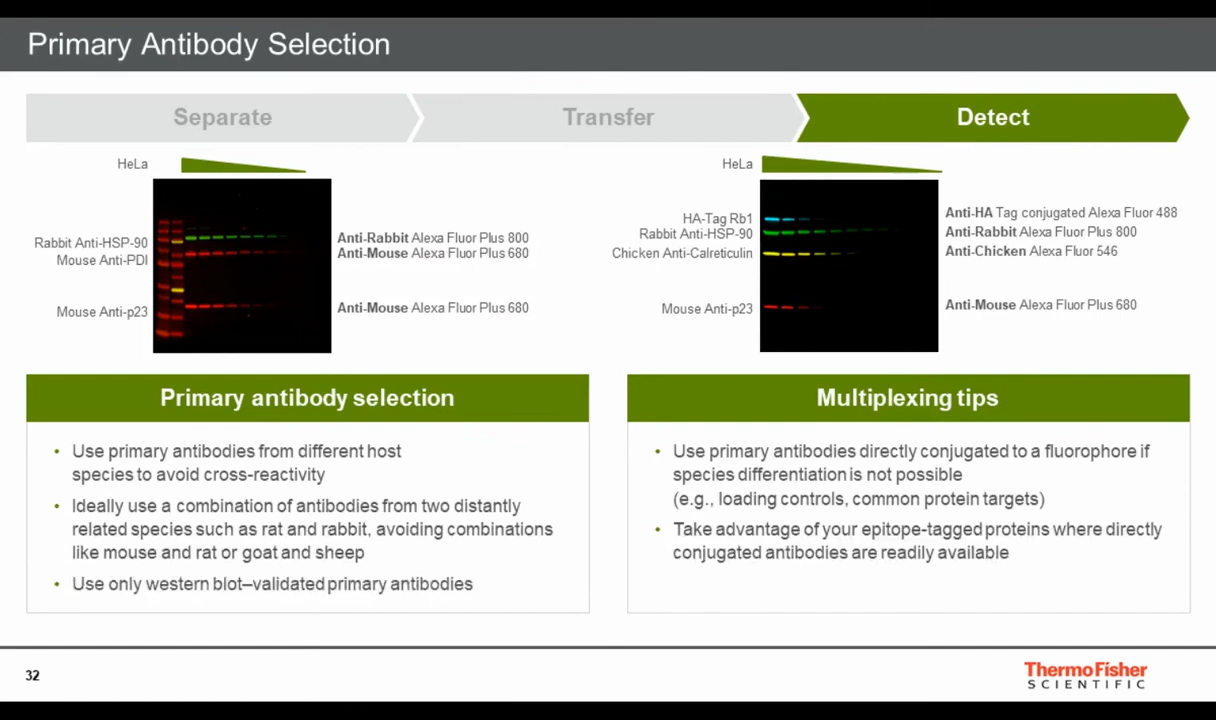 Primary Antibody Selection
Separate
Transfer
Detect
HeLa
Rabbit Anti-HSP-90
Mouse Anti-PDI
Mouse Anti-p23
Anti-Rabbit Alexa Fluor Plus 800
Anti-Mouse Alexa Fluor Plus 680
Anti-Mouse Alexa Fluor Plus 680
HeLa
HA-Tag Rb1
Rabbit Anti-HSP-90
Chicken Anti-Calreticulin
Mouse Anti-p23
Anti-HA Tag conjugated Alexa Fluor 488
Anti-Rabbit Alexa Fluor Plus 800
Anti-Chicken Alexa Fluor 546
Anti-Mouse Alexa Fluor Plus 680
Primary antibody selection
• Use primary antibodies from different host
species to avoid cross-reactivity
• Ideally use a combination of antibodies from two distantly
related species such as rat and rabbit, avoiding combinations
like mouse and rat or goat and sheep
• Use only western blot–validated primary antibodies
Multiplexing tips
• Use primary antibodies directly conjugated to a fluorophore if
species differentiation is not possible
(e.g., loading controls, common protein targets)
• Take advantage of your epitope-tagged proteins where directly
conjugated antibodies are readily available
32
ThermoFisher
SCIENTIFIC